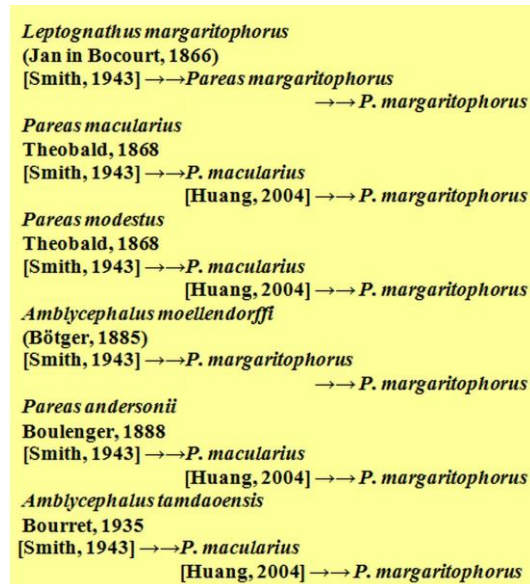 Leptognathus margaritophorus
(Jan in Bocourt, 1866)
[Smith, 1943] →→Pareas margaritophorus
→→ P. margaritophorus
Pareas macularius
Theobald, 1868
[Smith, 1943] →→P. macularius
[Huang, 2004] →→ P. margaritophorus
Pareas modestus
Theobald, 1868
[Smith, 1943] →→P. macularius
[Huang, 2004] →→ P. margaritophorus
Amblycephalus moellendorffi
(Bötger, 1885)
[Smith, 1943] →→P. margaritophorus
→→ P. margaritophorus
Pareas andersonii
Boulenger, 1888
[Smith, 1943] →→P. macularius
[Huang, 2004] →→ P. margaritophorus
Amblycephalus tamdaoensis
Bourret, 1935
[Smith, 1943] →→P. macularius
[Huang, 2004] →→ P. margaritophorus